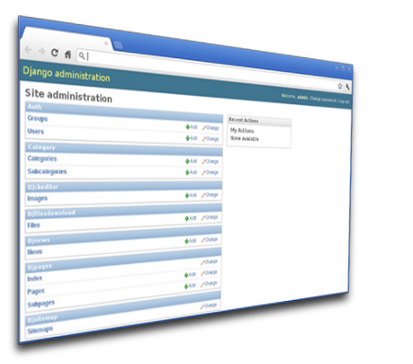 Django administration
Welcome, admin. Change password / Log out
Site administration
Auth
Groups
Add Change
Users
Add Change
Category
Categories
Add Change
Subcategories
Add Change
Djckeditor
Images
Add Change
Djfiledownload
Files
Add Change
Djnews
News
Add Change
Djpages
Index
Change
Pages
Add Change
Subpages
Add Change
Djsitemap
Sitemaps
Change
Recent Actions
My Actions
None available